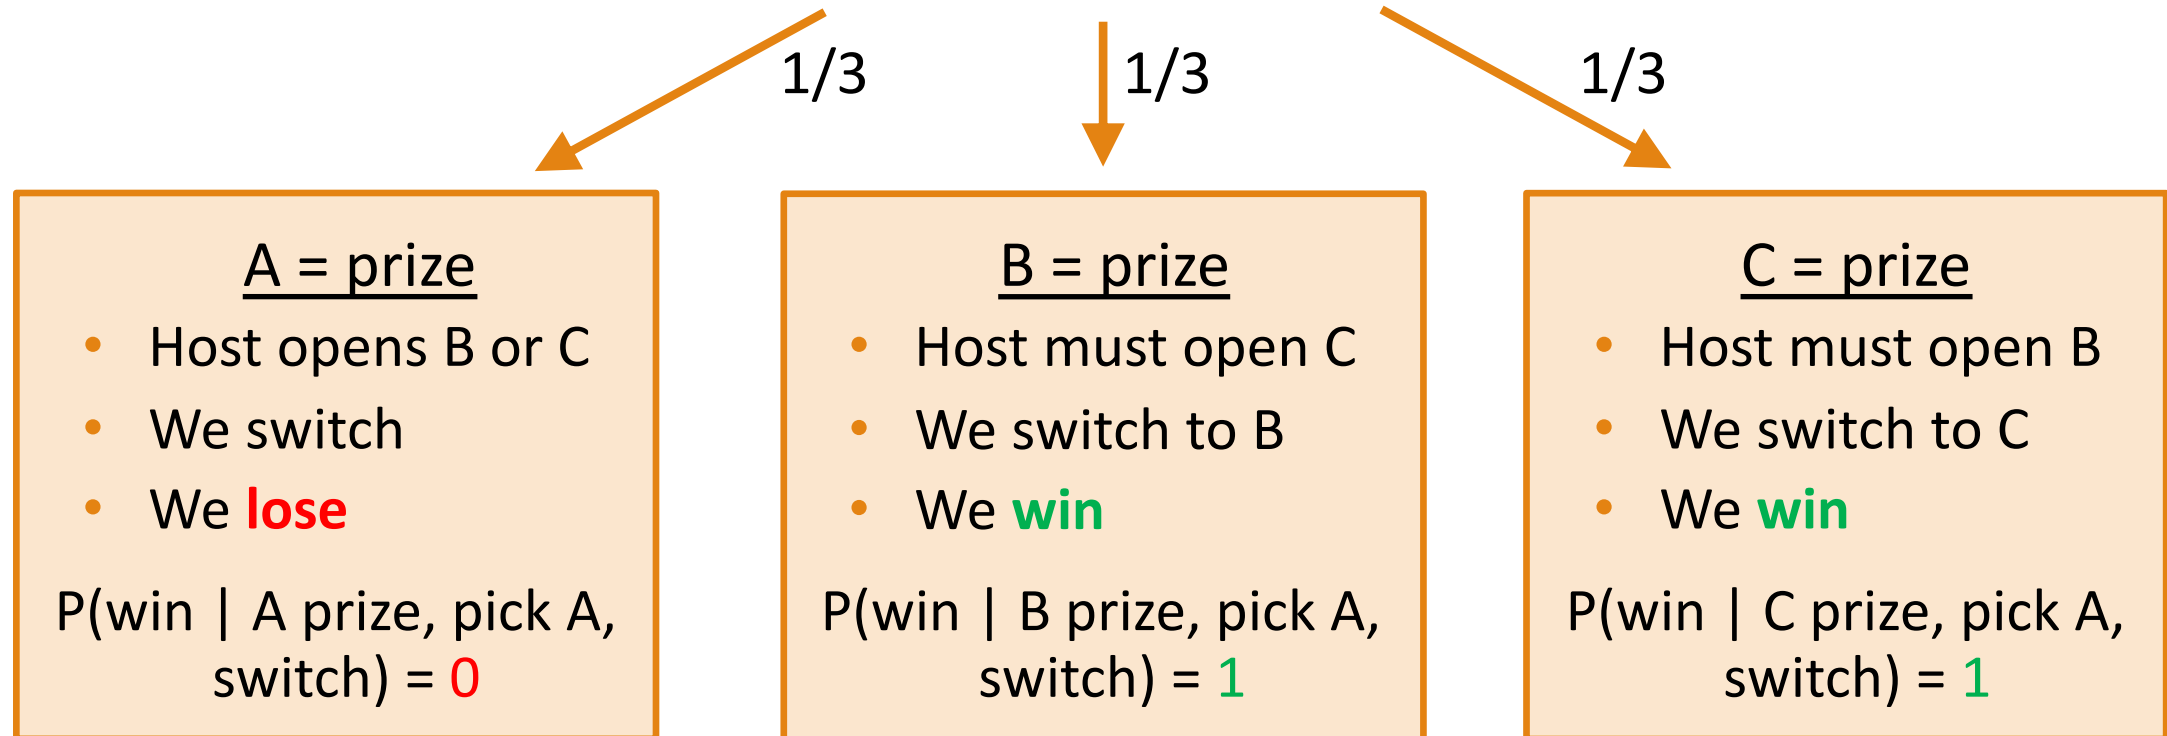 1/3
1/3
1/3
A = prize
• Host opens B or C
• We switch
• We lose
P(win | A prize, pick A,
switch) = 0
B = prize
• Host must open C
• We switch to B
• We win
P(win | B prize, pick A,
switch) = 1
C = prize
• Host must open B
• We switch to C
• We win
P(win | C prize, pick A,
switch) = 1